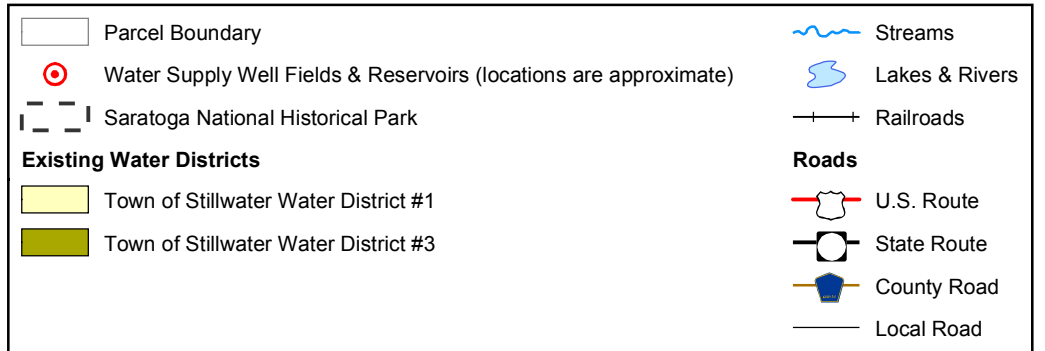 Parcel Boundary
Water Supply Well Fields & Reservoirs (locations are approximate)
Saratoga National Historical Park
Existing Water Districts
Town of Stillwater Water District #1
Town of Stillwater Water District #3
Streams
Lakes & Rivers
Railroads
Roads
U.S. Route
State Route
County Road
Local Road